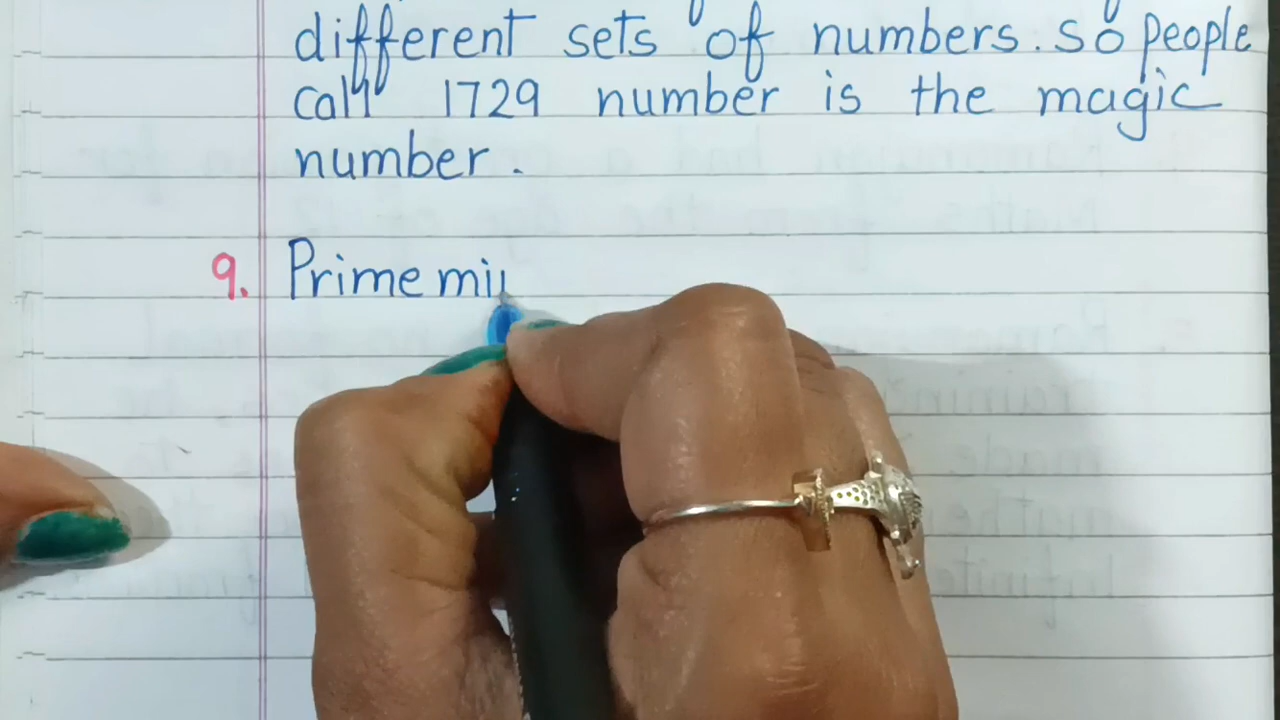 different sets of numbers. so people
call 1729 number is the magic
number.
9. Prime mi